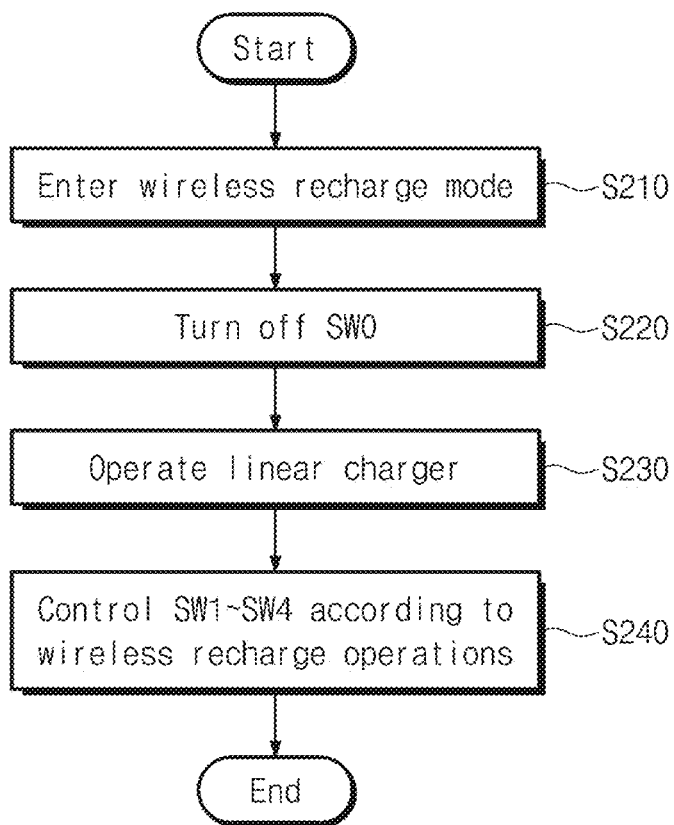 Start
Enter wireless recharge mode
S210
Turn off SW0
S220
Operate linear charger
S230
Control SW1~SW4 according to
wireless recharge operations
S240
End